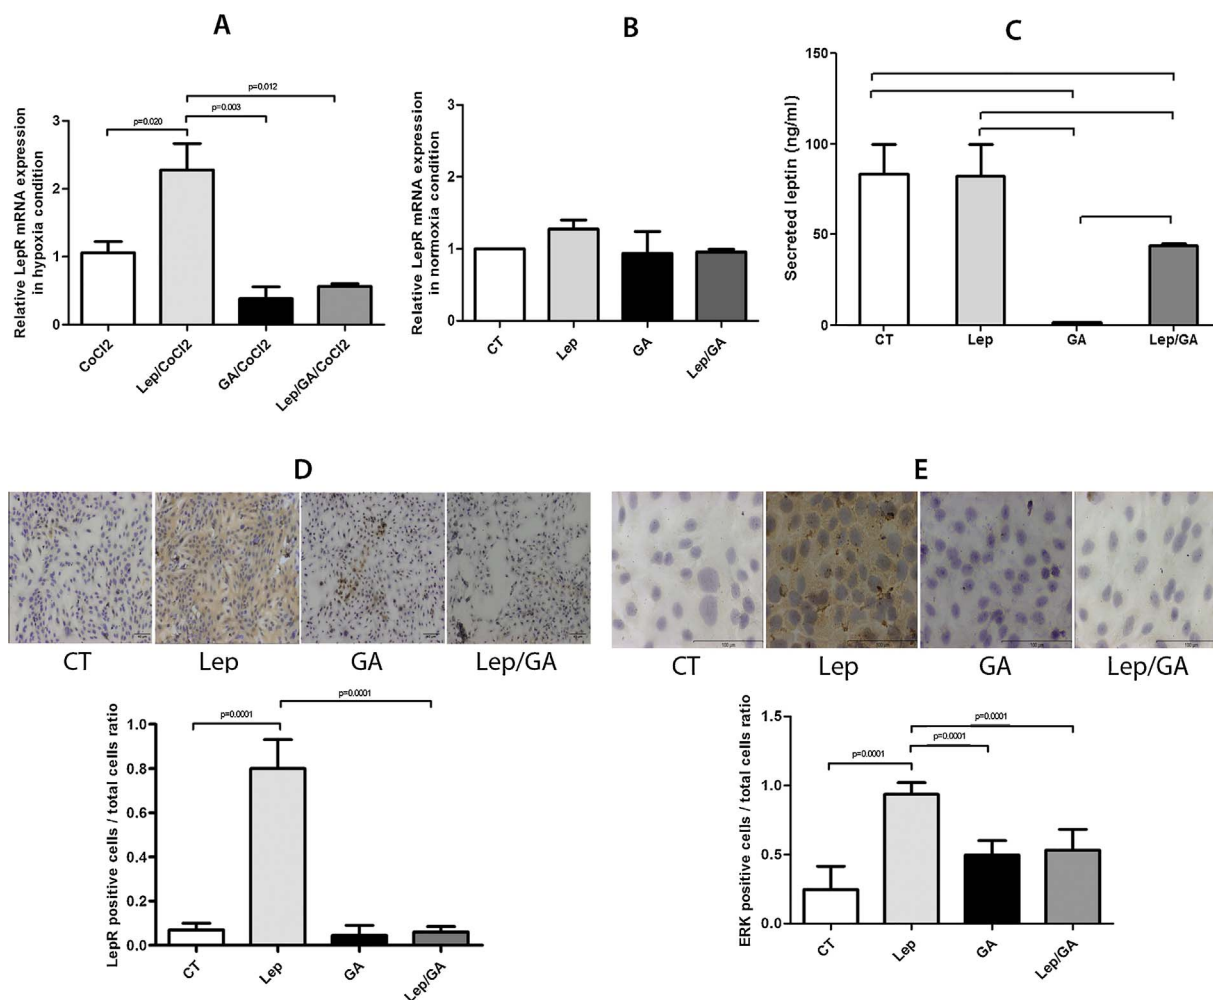 A
Relative LepR mRNA expression
in hypoxia condition
p=0.012
p=0.003
p=0.020
3
2
1
0
CoCl2
Lep/CoCl2
GA/CoCl2
Lep/GA/CoCl2
B
Relative LepR mRNA expression
in normoxia condition
3
2
1
0
CT
Lep
GA
Lep/GA
C
Secreted leptin (ng/ml)
150
100
50
0
CT
Lep
GA
Lep/GA
D
CT
Lep
GA
Lep/GA
LepR positive cells / total cells ratio
p=0.0001
p=0.0001
1.0
0.8
0.6
0.4
0.2
0.0
CT
Lep
GA
Lep/GA
E
100 µm
100 µm
100 µm
CT
Lep
GA
Lep/GA
ERK positive cells / total cells ratio
p=0.0001
p=0.0001
p=0.0001
1.5
1.0
0.5
0.0
CT
Lep
GA
Lep/GA